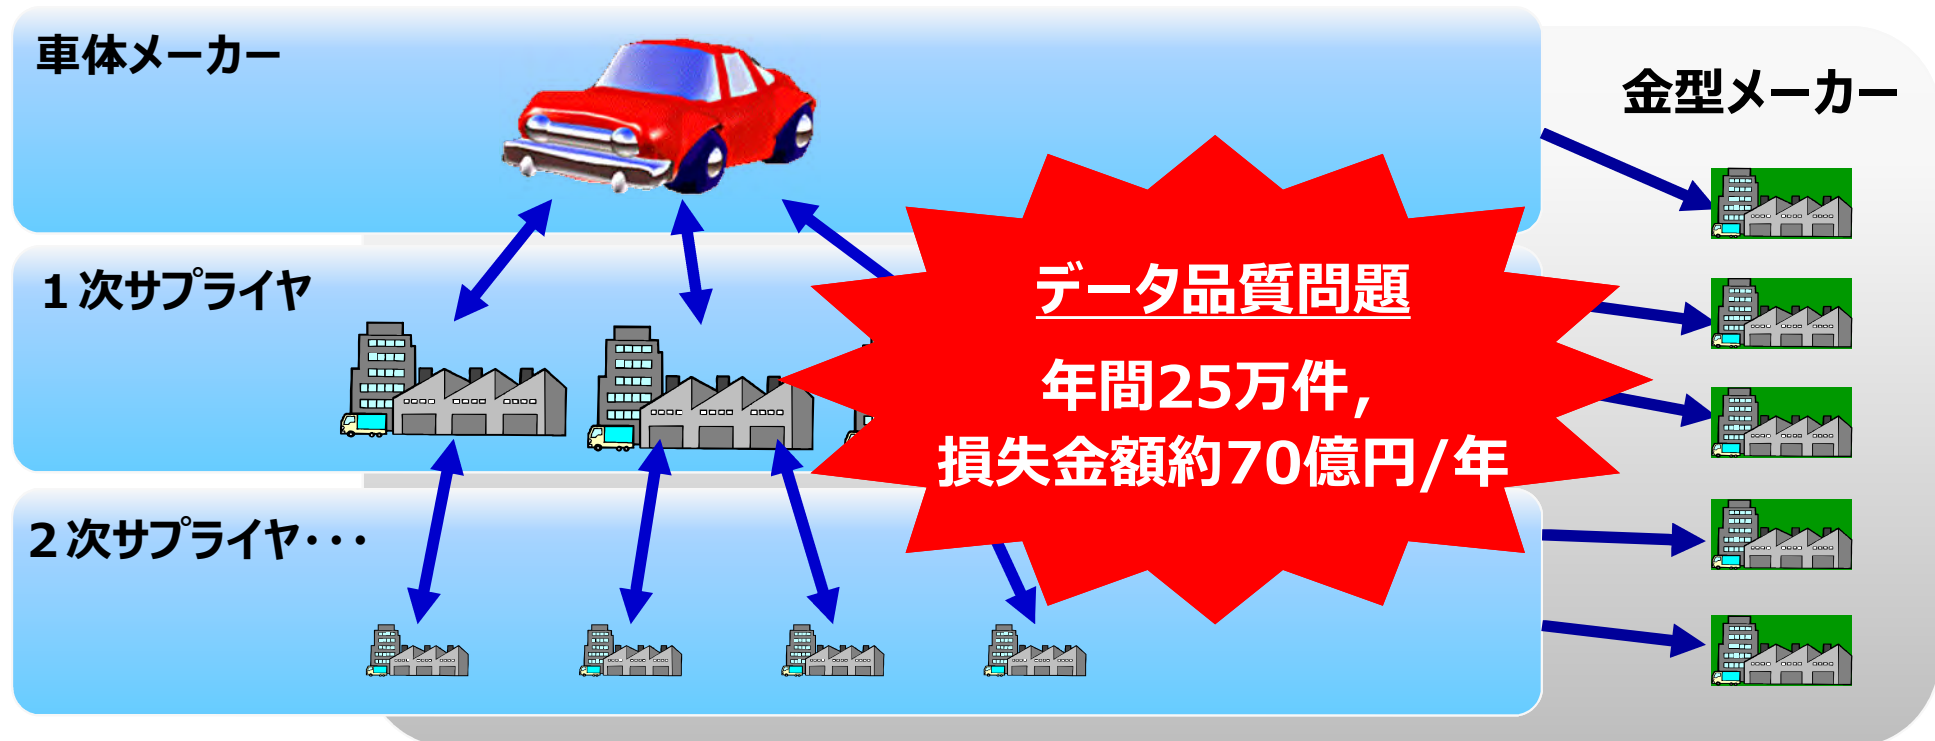 車体メーカー
金型メーカー
１次サプライヤ
データ品質問題
年間25万件,
損失金額約70億円/年
２次サプライヤ・・・